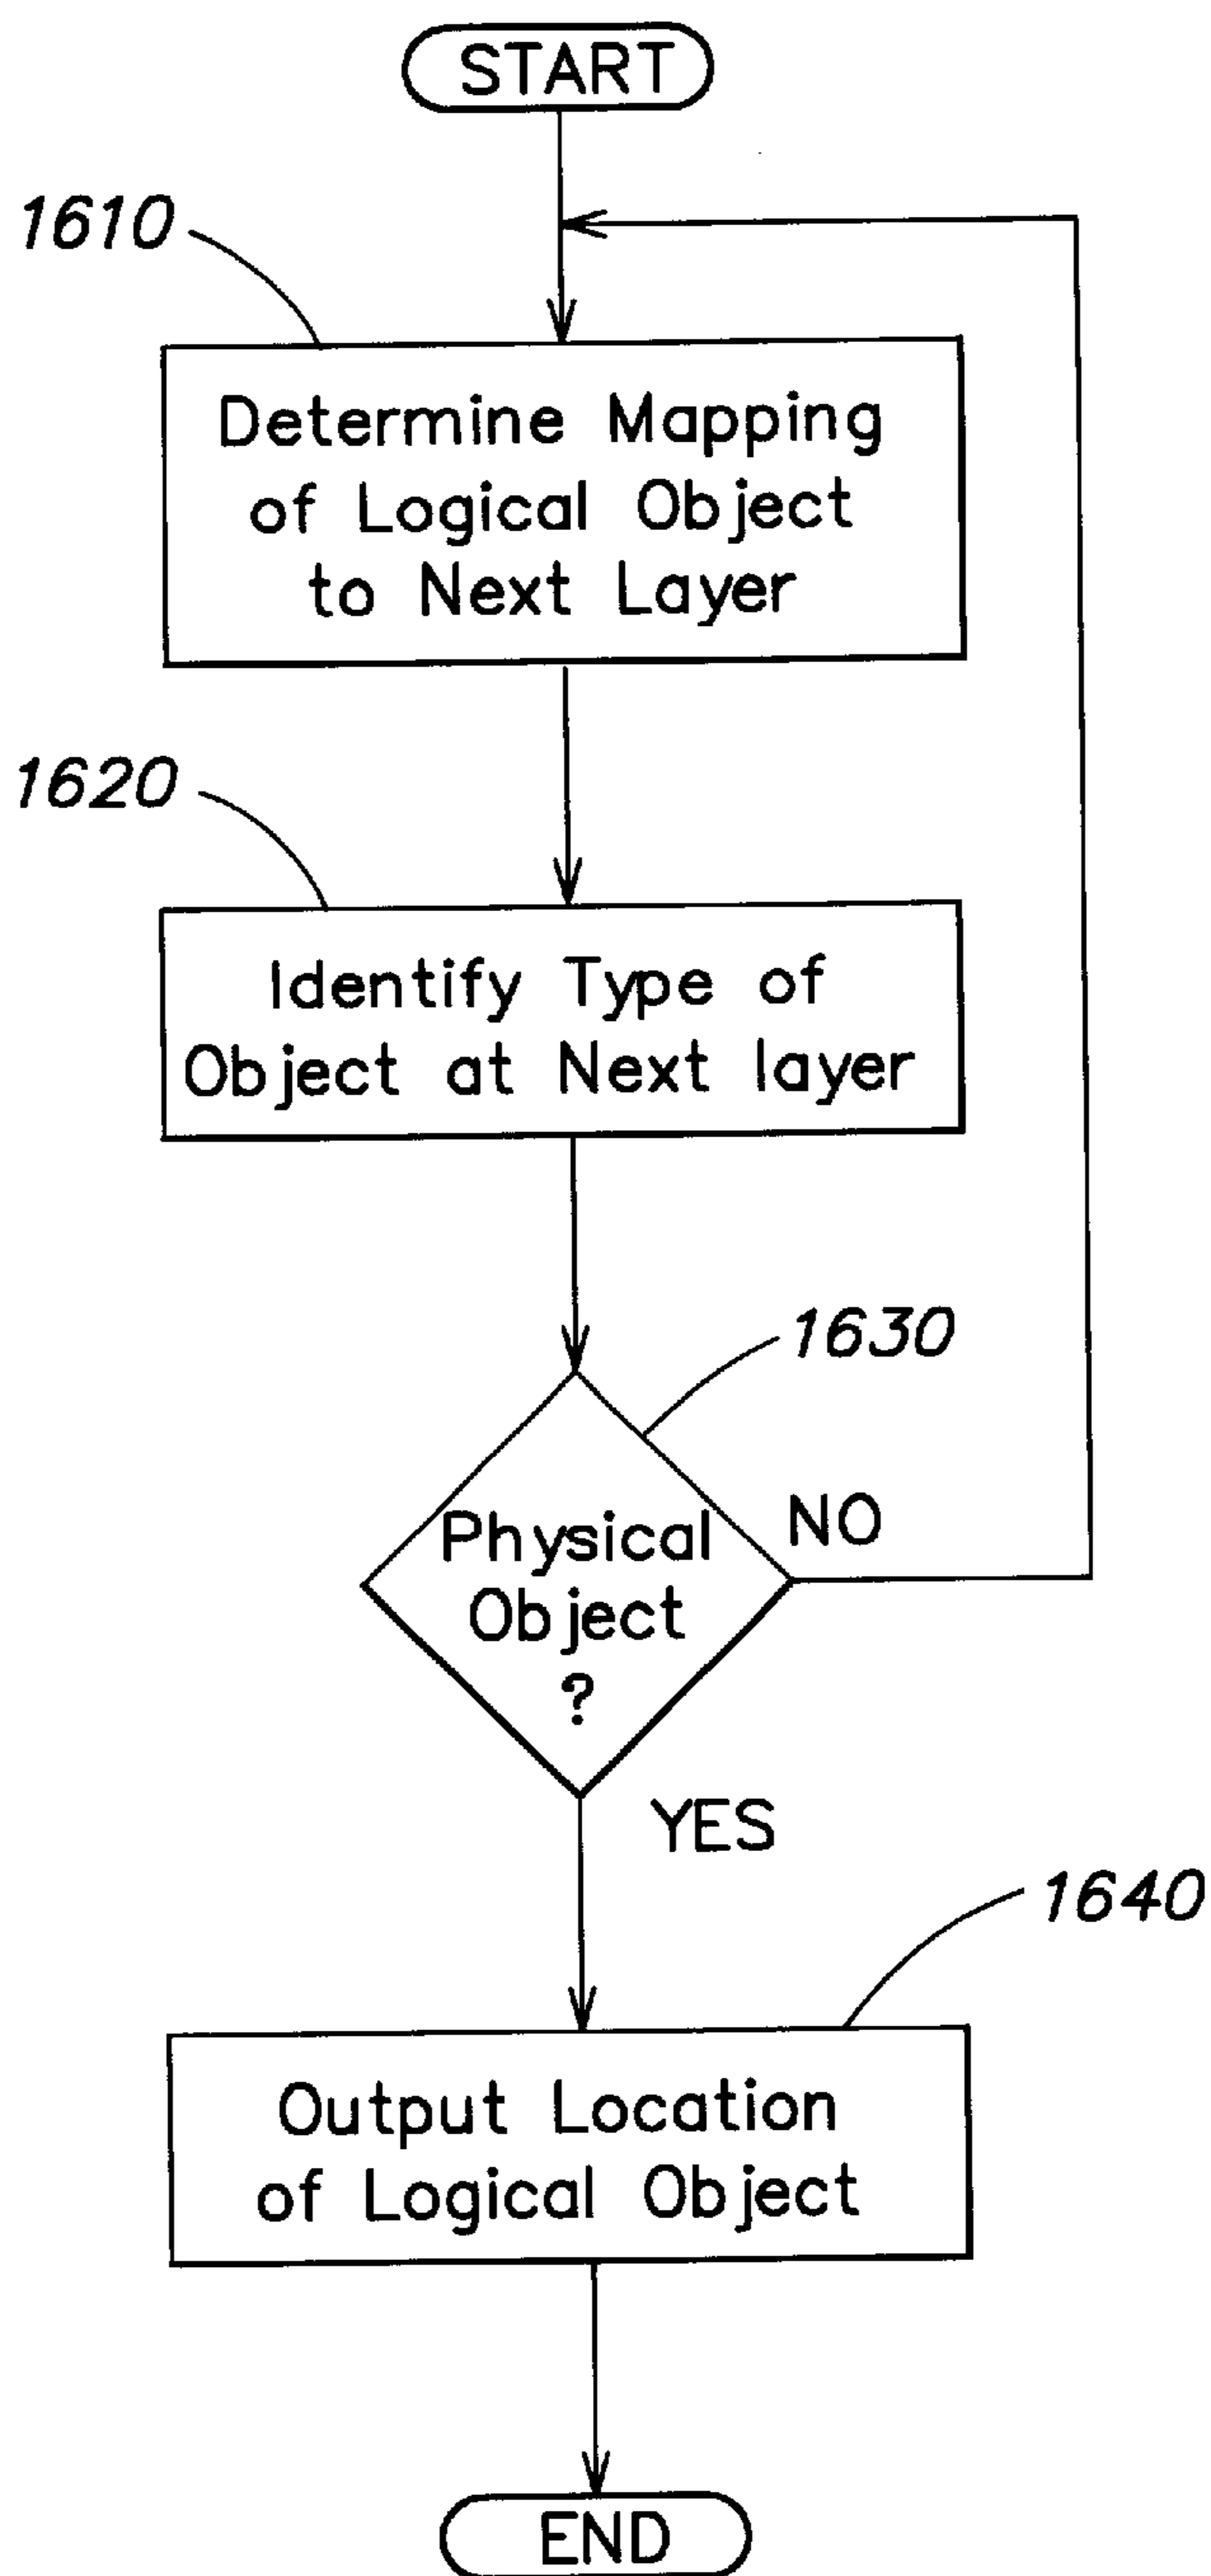 START
1610
Determine Mapping
of Logical Object
to Next Layer
1620
Identify Type of
Object at Next layer
1630
Physical
Object
?
NO
YES
1640
Output Location
of Logical Object
END